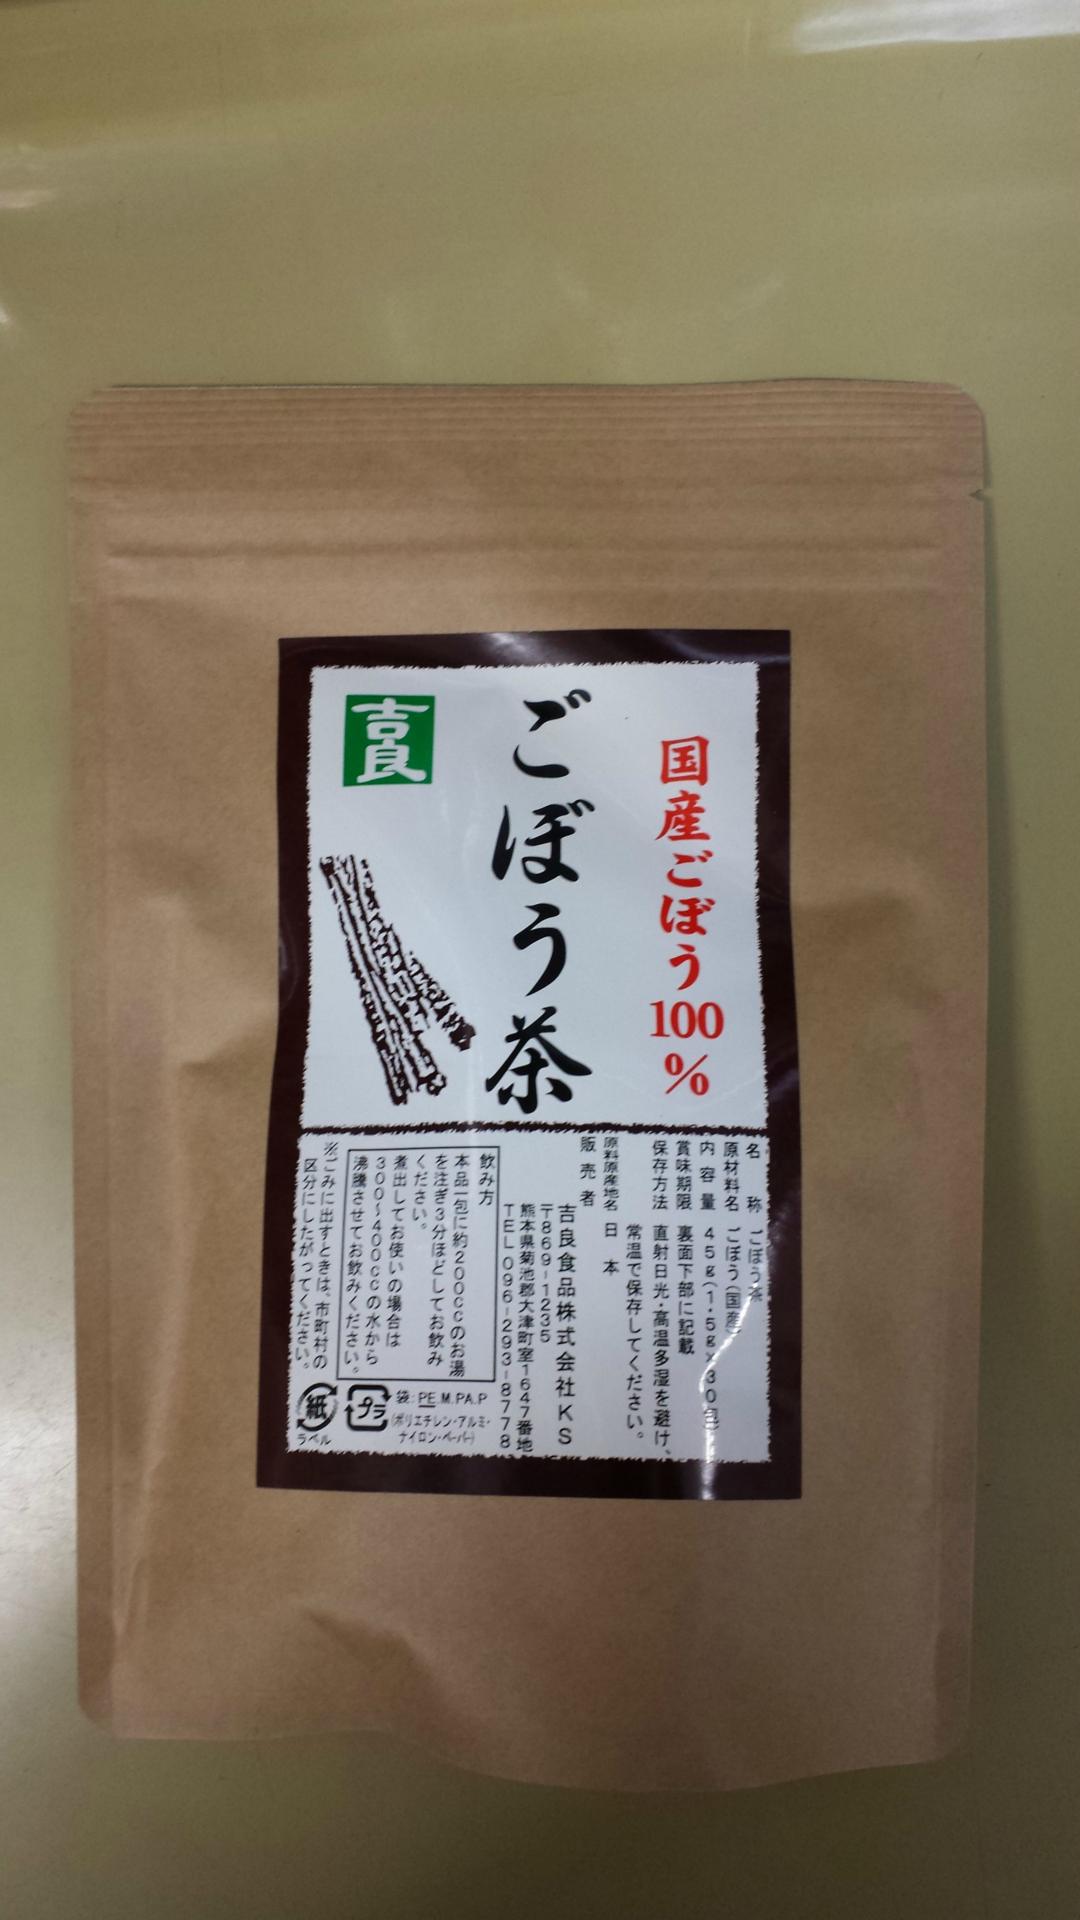 国産ごぼう100%
ごぼう茶
吉良
名称 ごぼう茶
原材料名 ごぼう(国産)
内容量 45g(1.5g×30包)
賞味期限 裏面下部に記載
保存方法 直射日光・高温多湿を避け、
常温で保存してください。
原料原産地名 日本
販売者 吉良食品株式会社KS
〒869-1235
熊本県菊池郡大津町室1647番地
TEL096-293-8778
飲み方
本品一包に約200ccのお湯
を注ぎ3分ほどしてお飲み
ください。
煮出してお使いの場合は
300~400ccの水から
沸騰させてお飲みください。
※ごみに出すときは、市町村の
区分にしたがってください。
袋:PE.M.PA.P
(ポリエチレン・アルミ・
ナイロン・ペーパー)
プラ
紙
ラベル